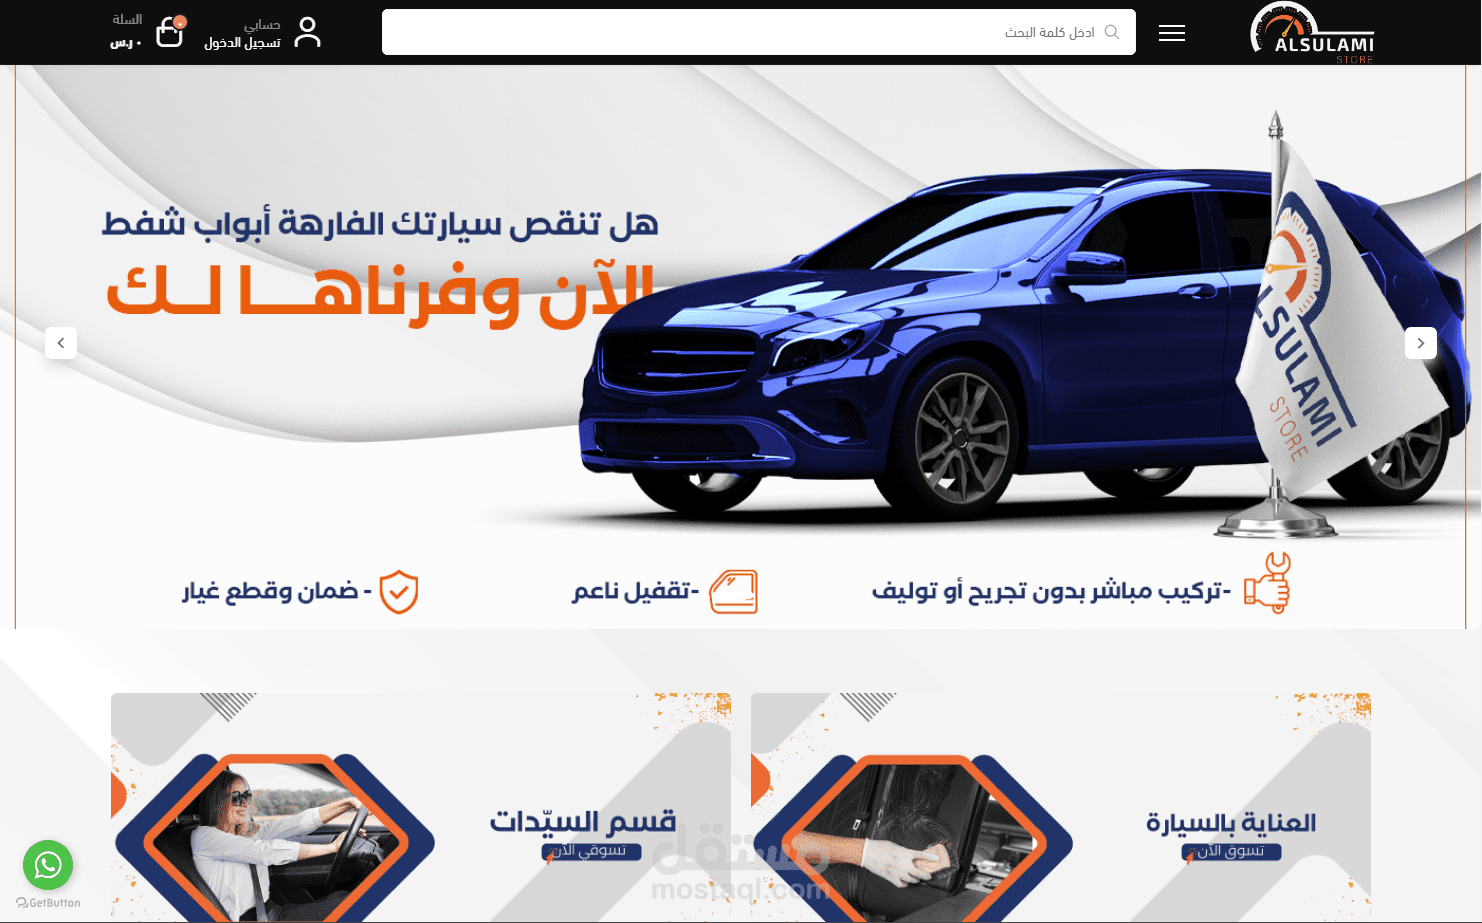 ALSULAMI
STORE
ادخل كلمة البحث
حسابي
تسجيل الدخول
السلة
٠ ر.س
هل تنقص سيارتك الفارهة أبواب شفط
الآن وفرناهـــا لــك
LSULAMI
STORE
-تركيب مباشر بدون تجريح أو توليف
-تقفيل ناعم
- ضمان وقطع غيار
العناية بالسيارة
تسوق الآن
قسم السيّدات
تسوقي الآن
مستقل
mostaql.com
GetButton